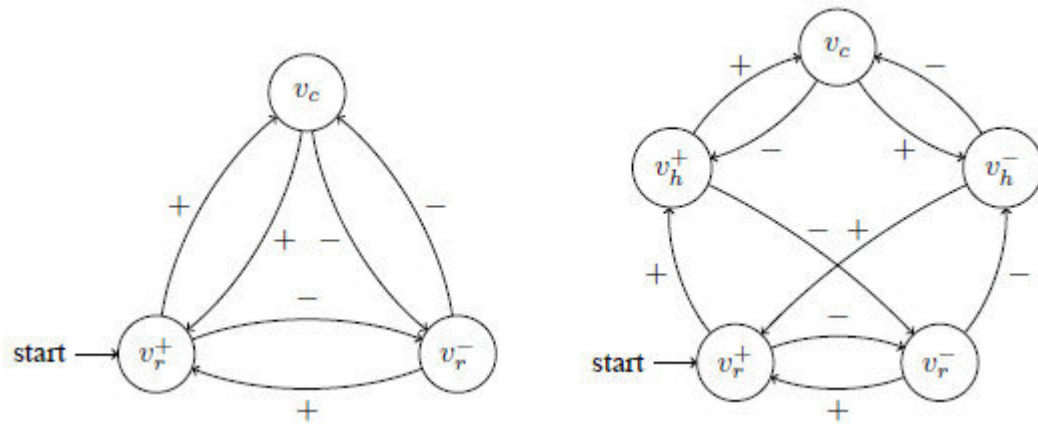 v_c
+ −
+ −
−
start v_r^+ v_r^-
+
v_c
+ −
− +
v_h^+ v_h^-
− +
+ −
−
start v_r^+ v_r^-
+